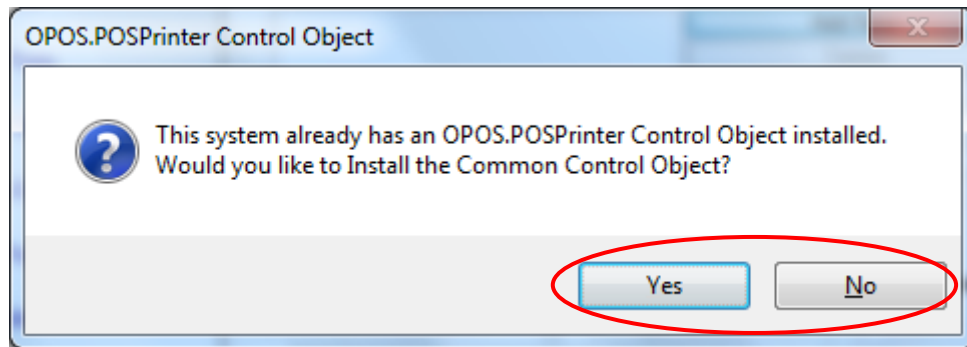 OPOS.POSPrinter Control Object
This system already has an OPOS.POSPrinter Control Object installed.
Would you like to Install the Common Control Object?
Yes
No